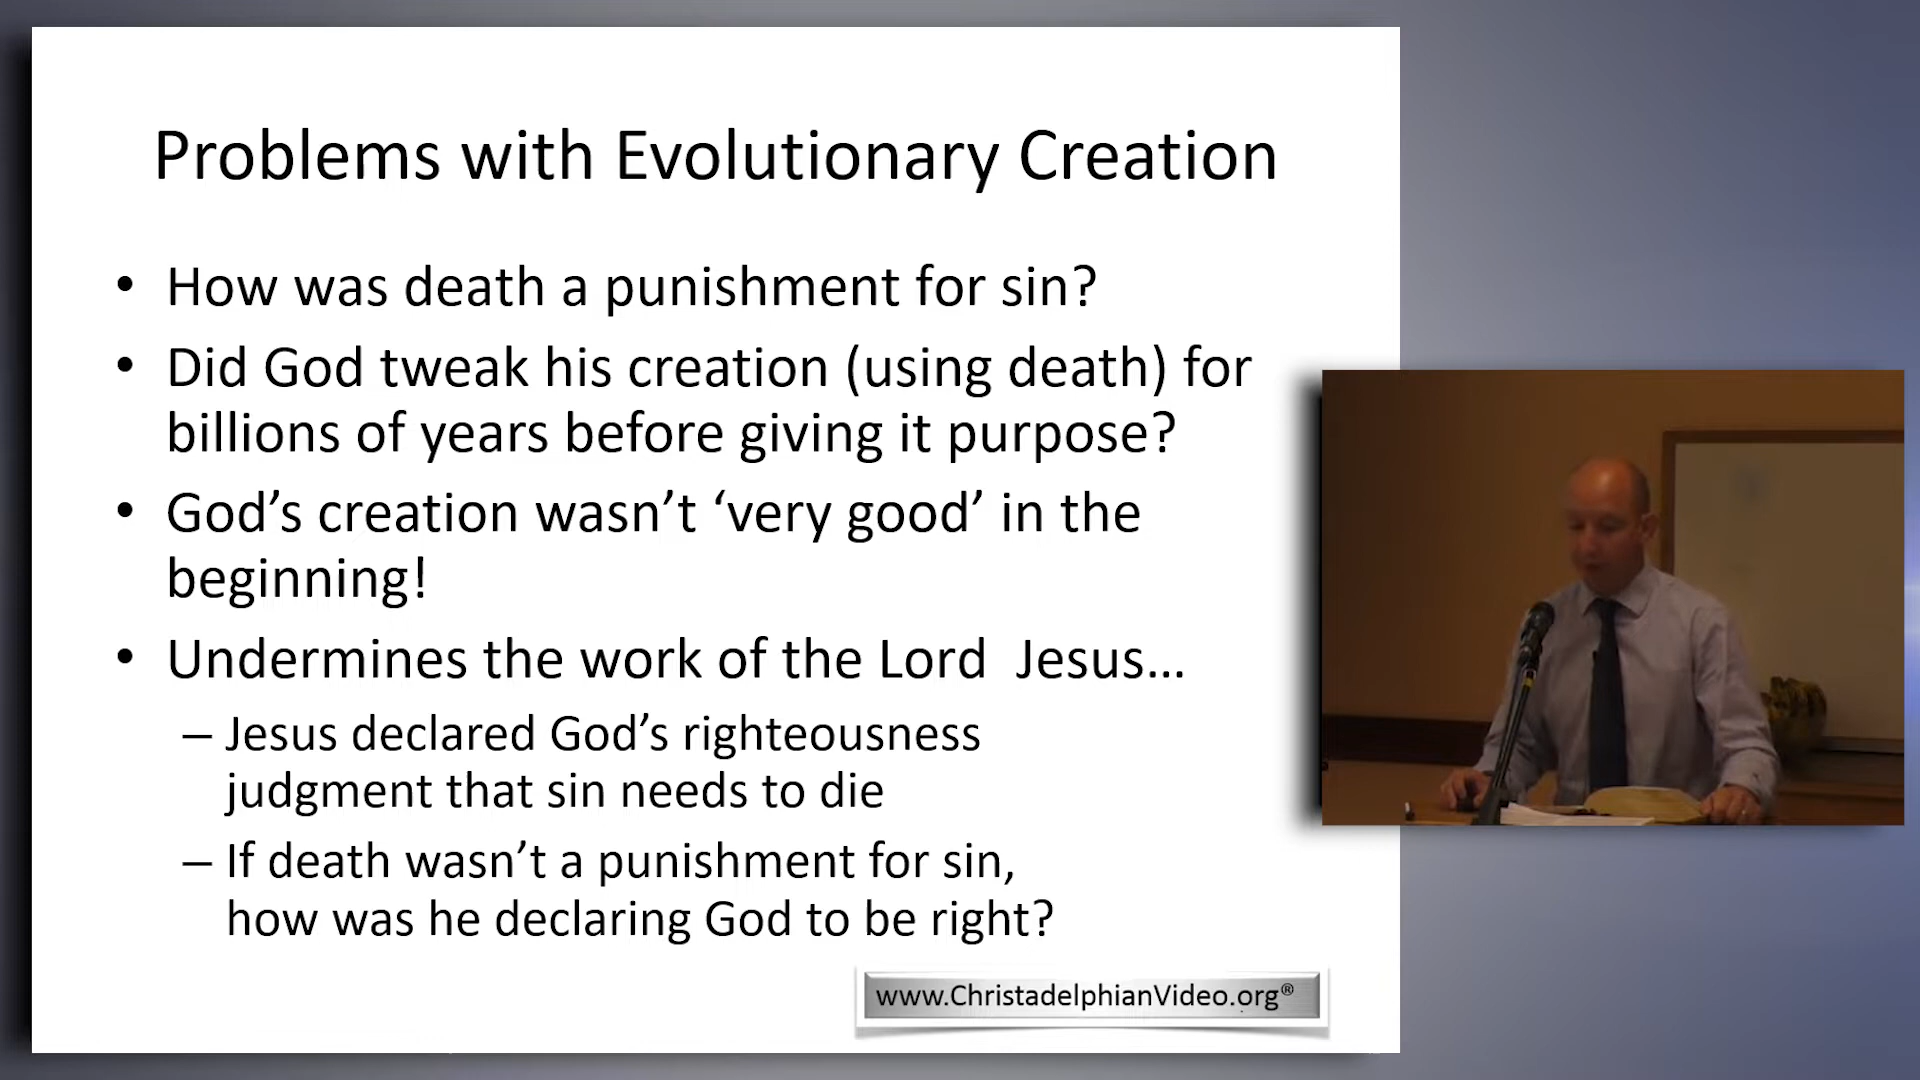 Problems with Evolutionary Creation
• How was death a punishment for sin?
• Did God tweak his creation (using death) for
billions of years before giving it purpose?
• God’s creation wasn’t ‘very good’ in the
beginning!
• Undermines the work of the Lord  Jesus…
– Jesus declared God’s righteousness
judgment that sin needs to die
– If death wasn’t a punishment for sin,
how was he declaring God to be right?
www.ChristadelphianVideo.org®